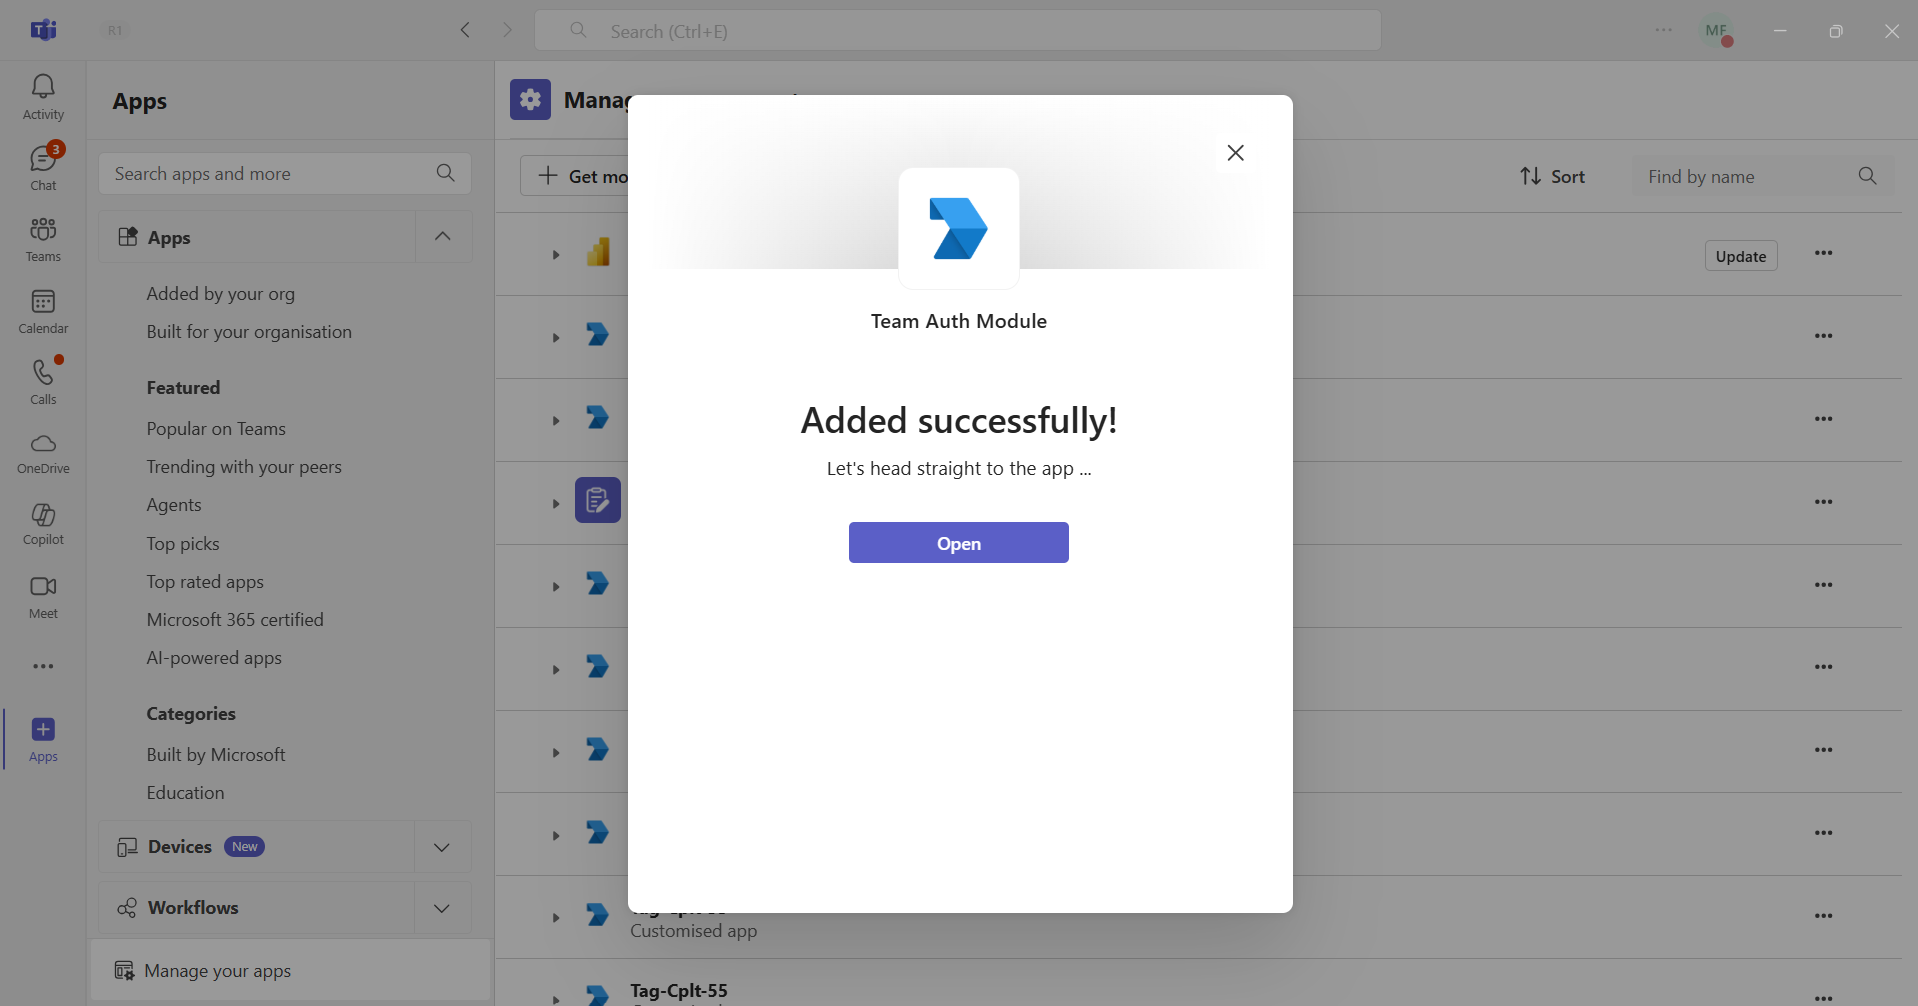 R1
Search (Ctrl+E)
MF
Activity
3
Chat
Teams
Calendar
Calls
OneDrive
Copilot
Meet
Apps
Apps
Search apps and more
Apps
Added by your org
Built for your organisation
Featured
Popular on Teams
Trending with your peers
Agents
Top picks
Top rated apps
Microsoft 365 certified
AI-powered apps
Categories
Built by Microsoft
Education
Devices New
Workflows
Manage your apps
Get mo
Sort
Find by name
Update
Team Auth Module
Added successfully!
Let's head straight to the app ...
Open
Customised app
Tag-Cplt-55